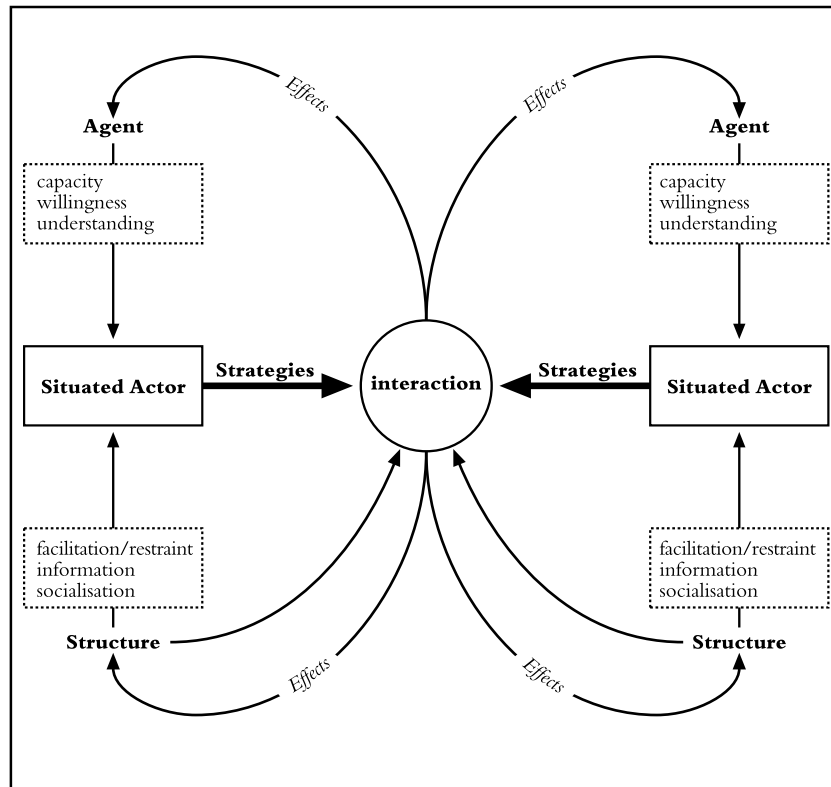 Effects
Effects
Agent
Agent
capacity
willingness
understanding
capacity
willingness
understanding
Strategies
Strategies
Situated Actor
interaction
Situated Actor
facilitation/restraint
information
socialisation
facilitation/restraint
information
socialisation
Structure
Structure
Effects
Effects